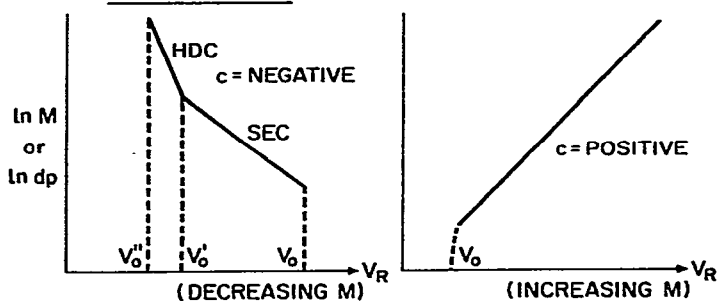 HDC
c = NEGATIVE
SEC
ln M
or
ln dp
V₀''
V₀'
V₀
V_R
(DECREASING M)
c = POSITIVE
V₀
V_R
(INCREASING M)